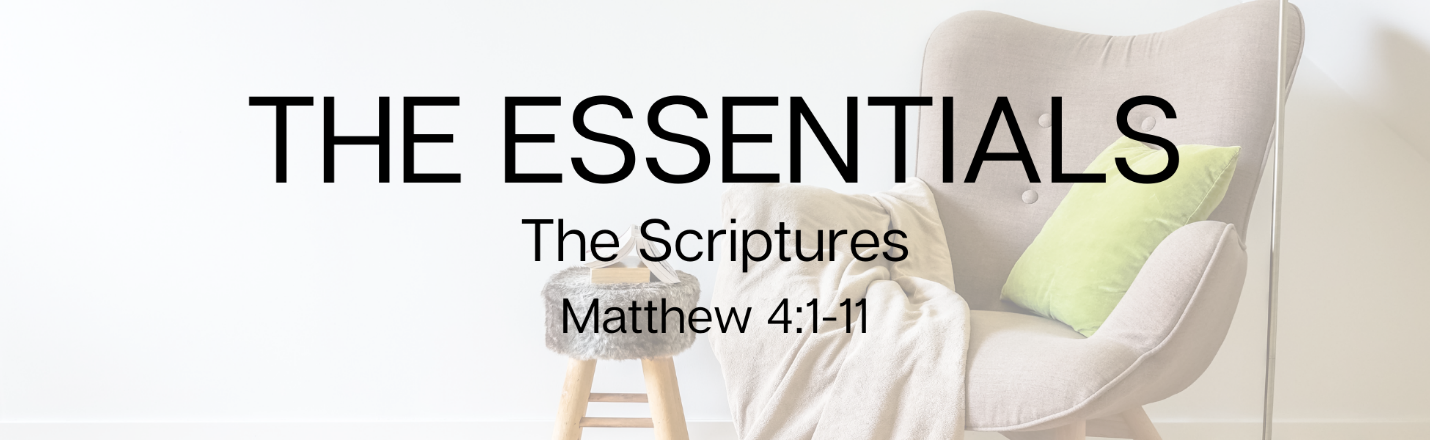 THE ESSENTIALS
The Scriptures
Matthew 4:1-11